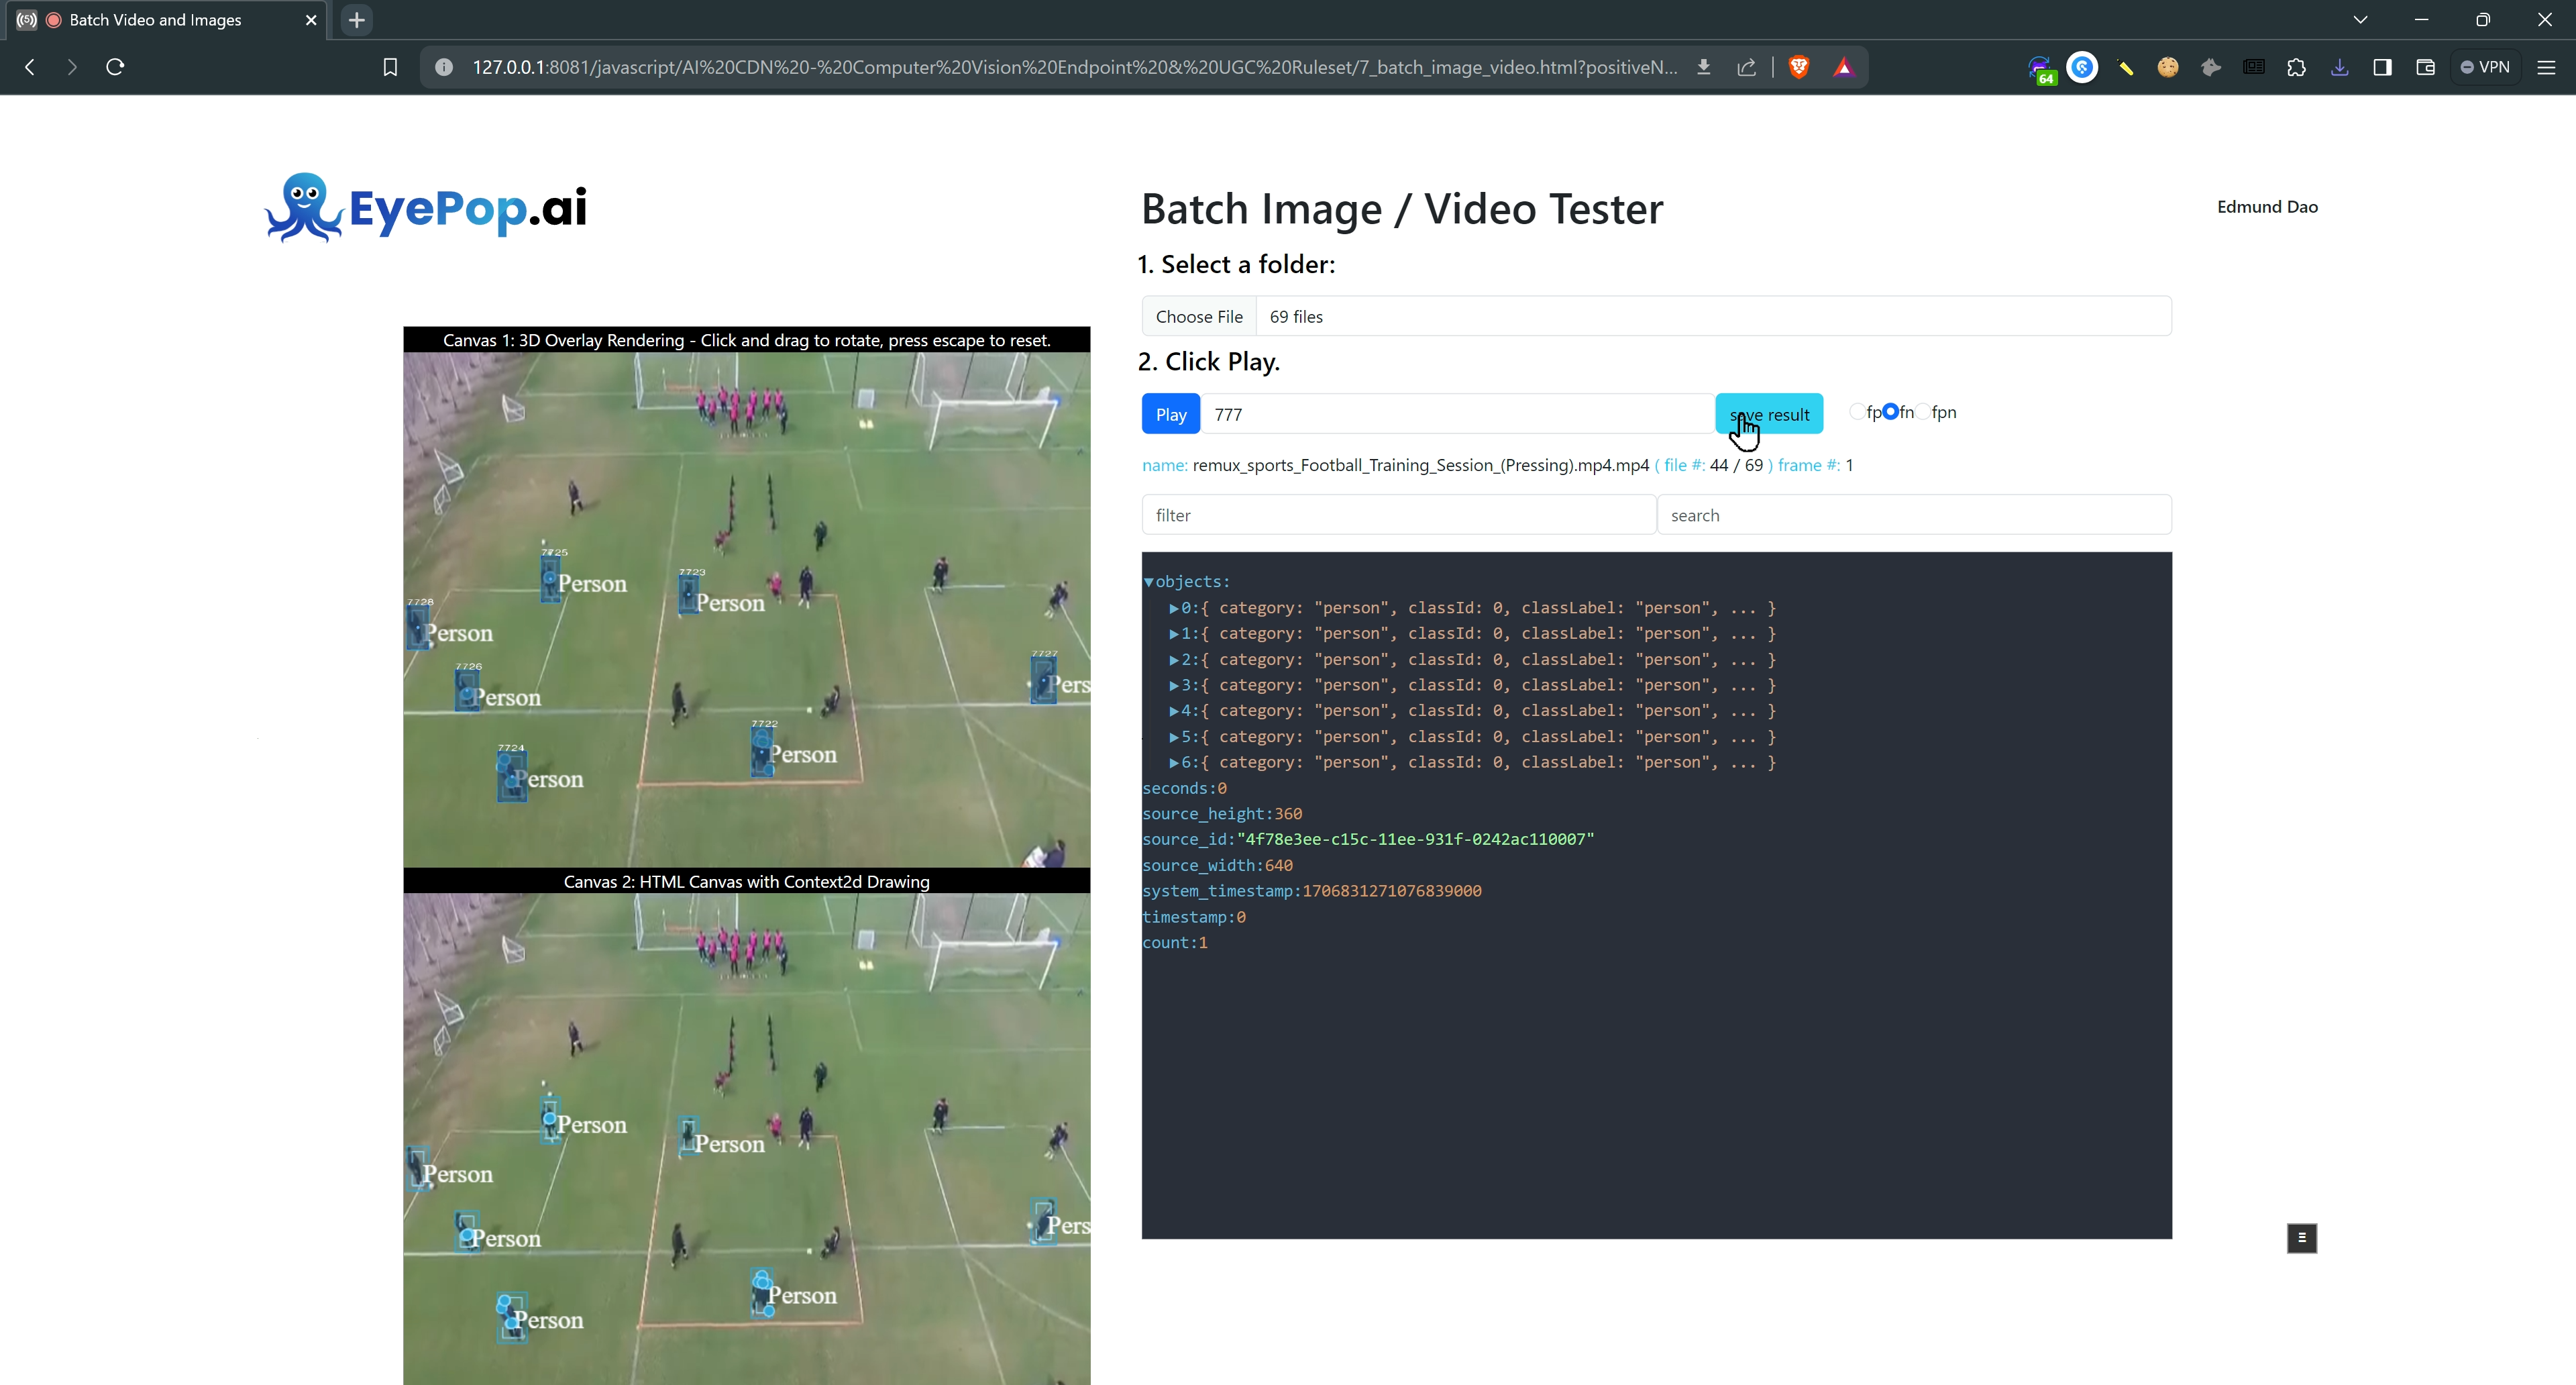 Batch Video and Images
127.0.0.1:8081/javascript/AI%20CDN%20-%20Computer%20Vision%20Endpoint%20&%20UGC%20Ruleset/7_batch_image_video.html?positiveN...
64
VPN
EyePop.ai
Batch Image / Video Tester
Edmund Dao
1. Select a folder:
Choose File 69 files
2. Click Play.
Play 777 save result fp fn fpn
name: remux_sports_Football_Training_Session_(Pressing).mp4.mp4 ( file #: 44 / 69 ) frame #: 1
filter search
▼objects:
▶0:{ category: "person", classId: 0, classLabel: "person", ... }
▶1:{ category: "person", classId: 0, classLabel: "person", ... }
▶2:{ category: "person", classId: 0, classLabel: "person", ... }
▶3:{ category: "person", classId: 0, classLabel: "person", ... }
▶4:{ category: "person", classId: 0, classLabel: "person", ... }
▶5:{ category: "person", classId: 0, classLabel: "person", ... }
▶6:{ category: "person", classId: 0, classLabel: "person", ... }
seconds:0
source_height:360
source_id:"4f78e3ee-c15c-11ee-931f-0242ac110007"
source_width:640
system_timestamp:1706831271076839000
timestamp:0
count:1
Canvas 1: 3D Overlay Rendering - Click and drag to rotate, press escape to reset.
7725
Person
7723
Person
7728
Person
7727
Pers
7726
Person
7722
Person
7724
Person
Canvas 2: HTML Canvas with Context2d Drawing
Person
Person
Person
Pers
Person
Person
Person